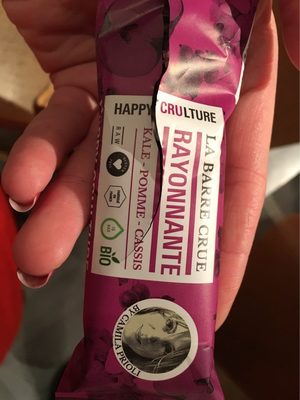 HAPPY CRULTURE
LA BARRE CRUE
RAYONNANTE
KALE - POMME - CASSIS
RAW
BIO
BY CAMILA PRIOLI